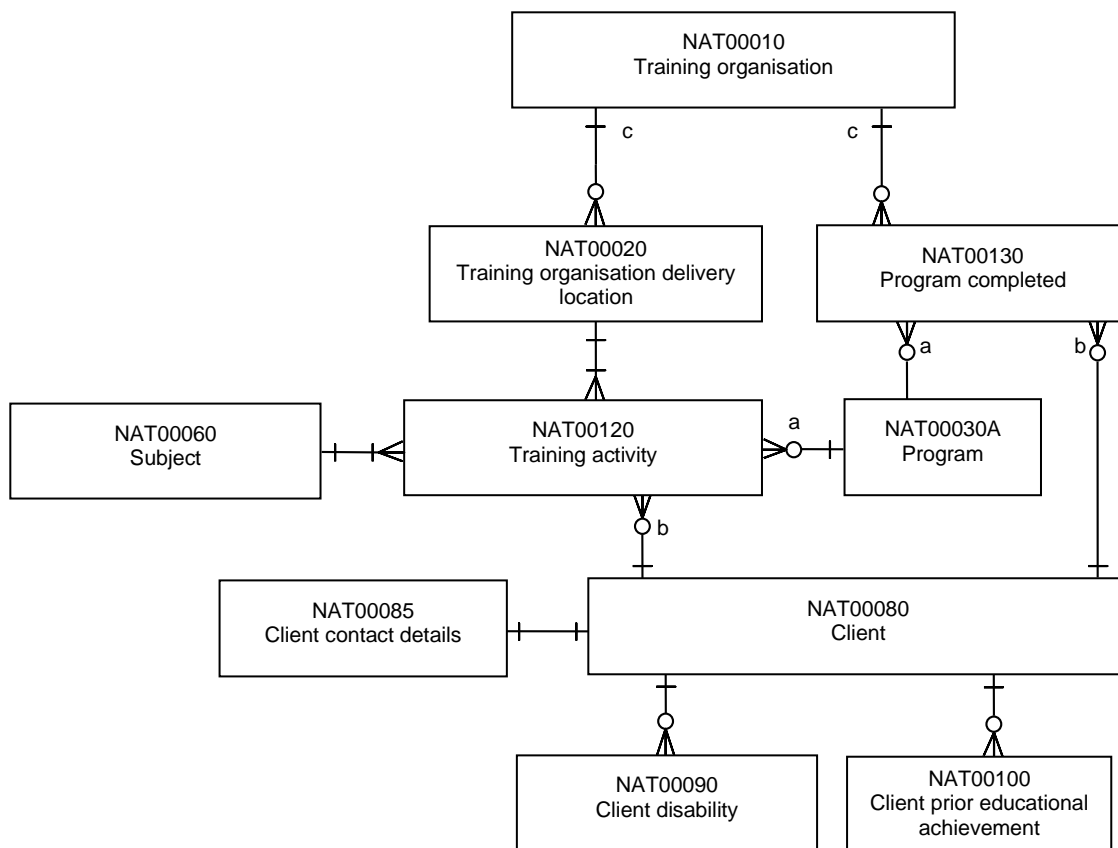 NAT00010
Training organisation
c
c
NAT00020
Training organisation delivery
location
NAT00130
Program completed
a
b
NAT00060
Subject
NAT00120
Training activity
a
NAT00030A
Program
b
NAT00085
Client contact details
NAT00080
Client
NAT00090
Client disability
NAT00100
Client prior educational
achievement